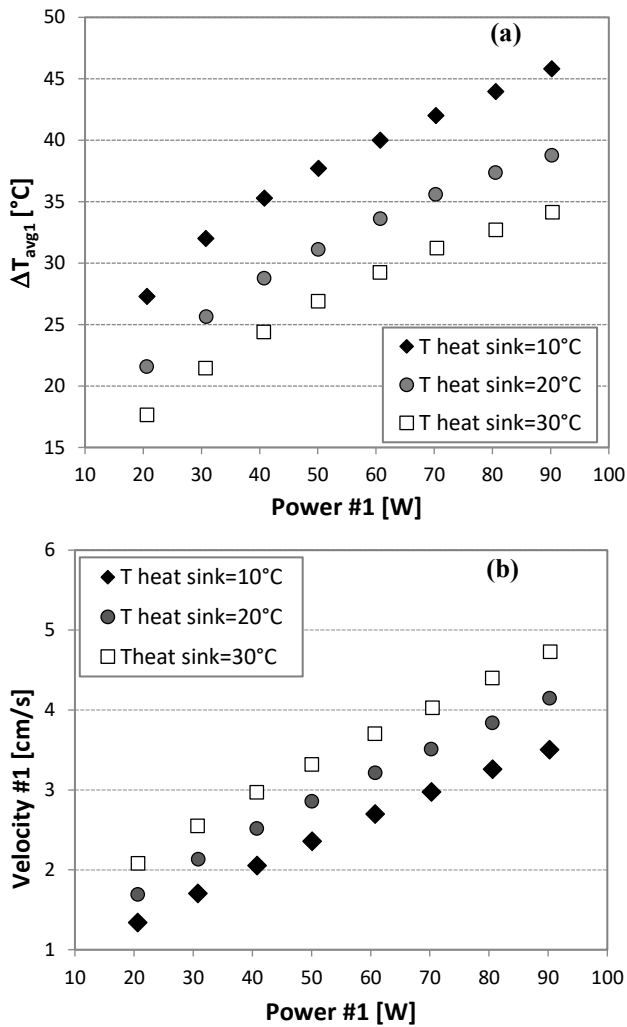 50
(a)
45
40
35
30
25
20
15
ΔTavg1 [°C]
T heat sink=10°C
T heat sink=20°C
T heat sink=30°C
10 20 30 40 50 60 70 80 90 100
Power #1 [W]
6
(b)
5
4
3
2
1
Velocity #1 [cm/s]
T heat sink=10°C
T heat sink=20°C
Theat sink=30°C
10 20 30 40 50 60 70 80 90 100
Power #1 [W]